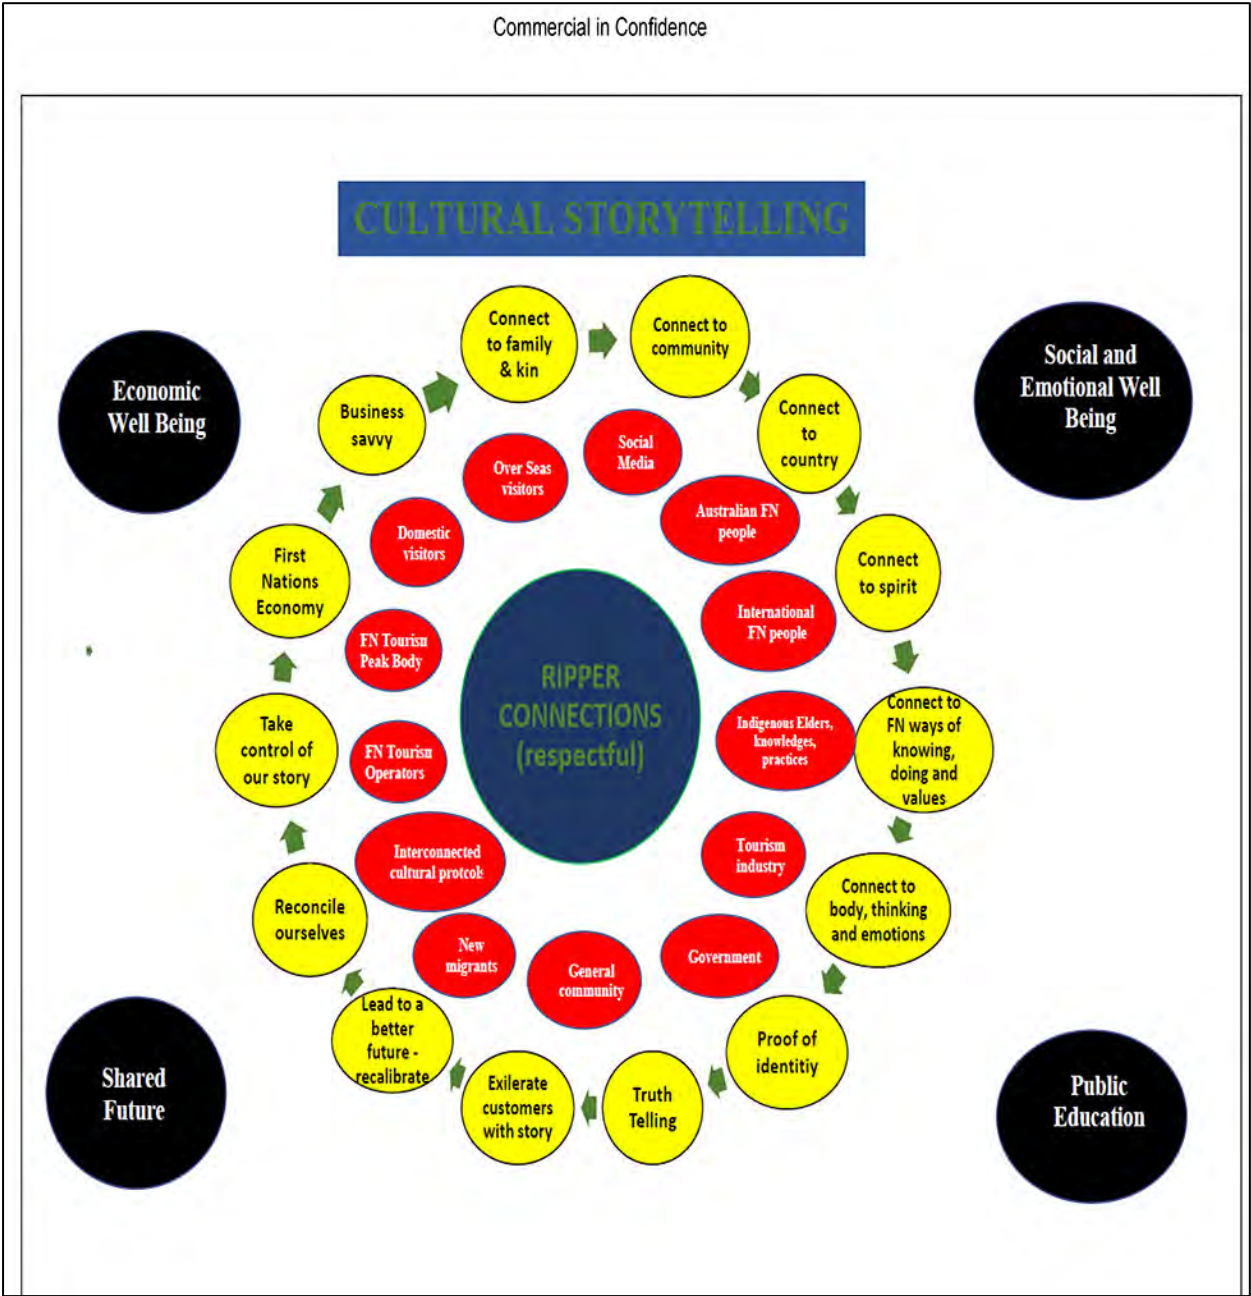 Commercial in Confidence
CULTURAL STORYTELLING
Economic
Well Being
Social and
Emotional Well
Being
Connect
to family
& kin
Connect to
community
Connect
to
country
Connect
to spirit
Connect to
FN ways of
knowing,
doing and
values
Connect to
body, thinking
and emotions
Proof of
identitiy
Truth
Telling
Exilerate
customers
with story
Lead to a
better
future -
recalibrate
Reconcile
ourselves
Take
control of
our story
First
Nations
Economy
Business
savvy
Over Seas
visitors
Social
Media
Australian FN
people
International
FN people
Indigenous Elders,
knowledges,
practices
Tourism
industry
Government
General
community
New
migrants
Interconnected
cultural protcols
FN Tourism
Operators
FN Tourism
Peak Body
Domestic
visitors
RIPPER
CONNECTIONS
(respectful)
Shared
Future
Public
Education